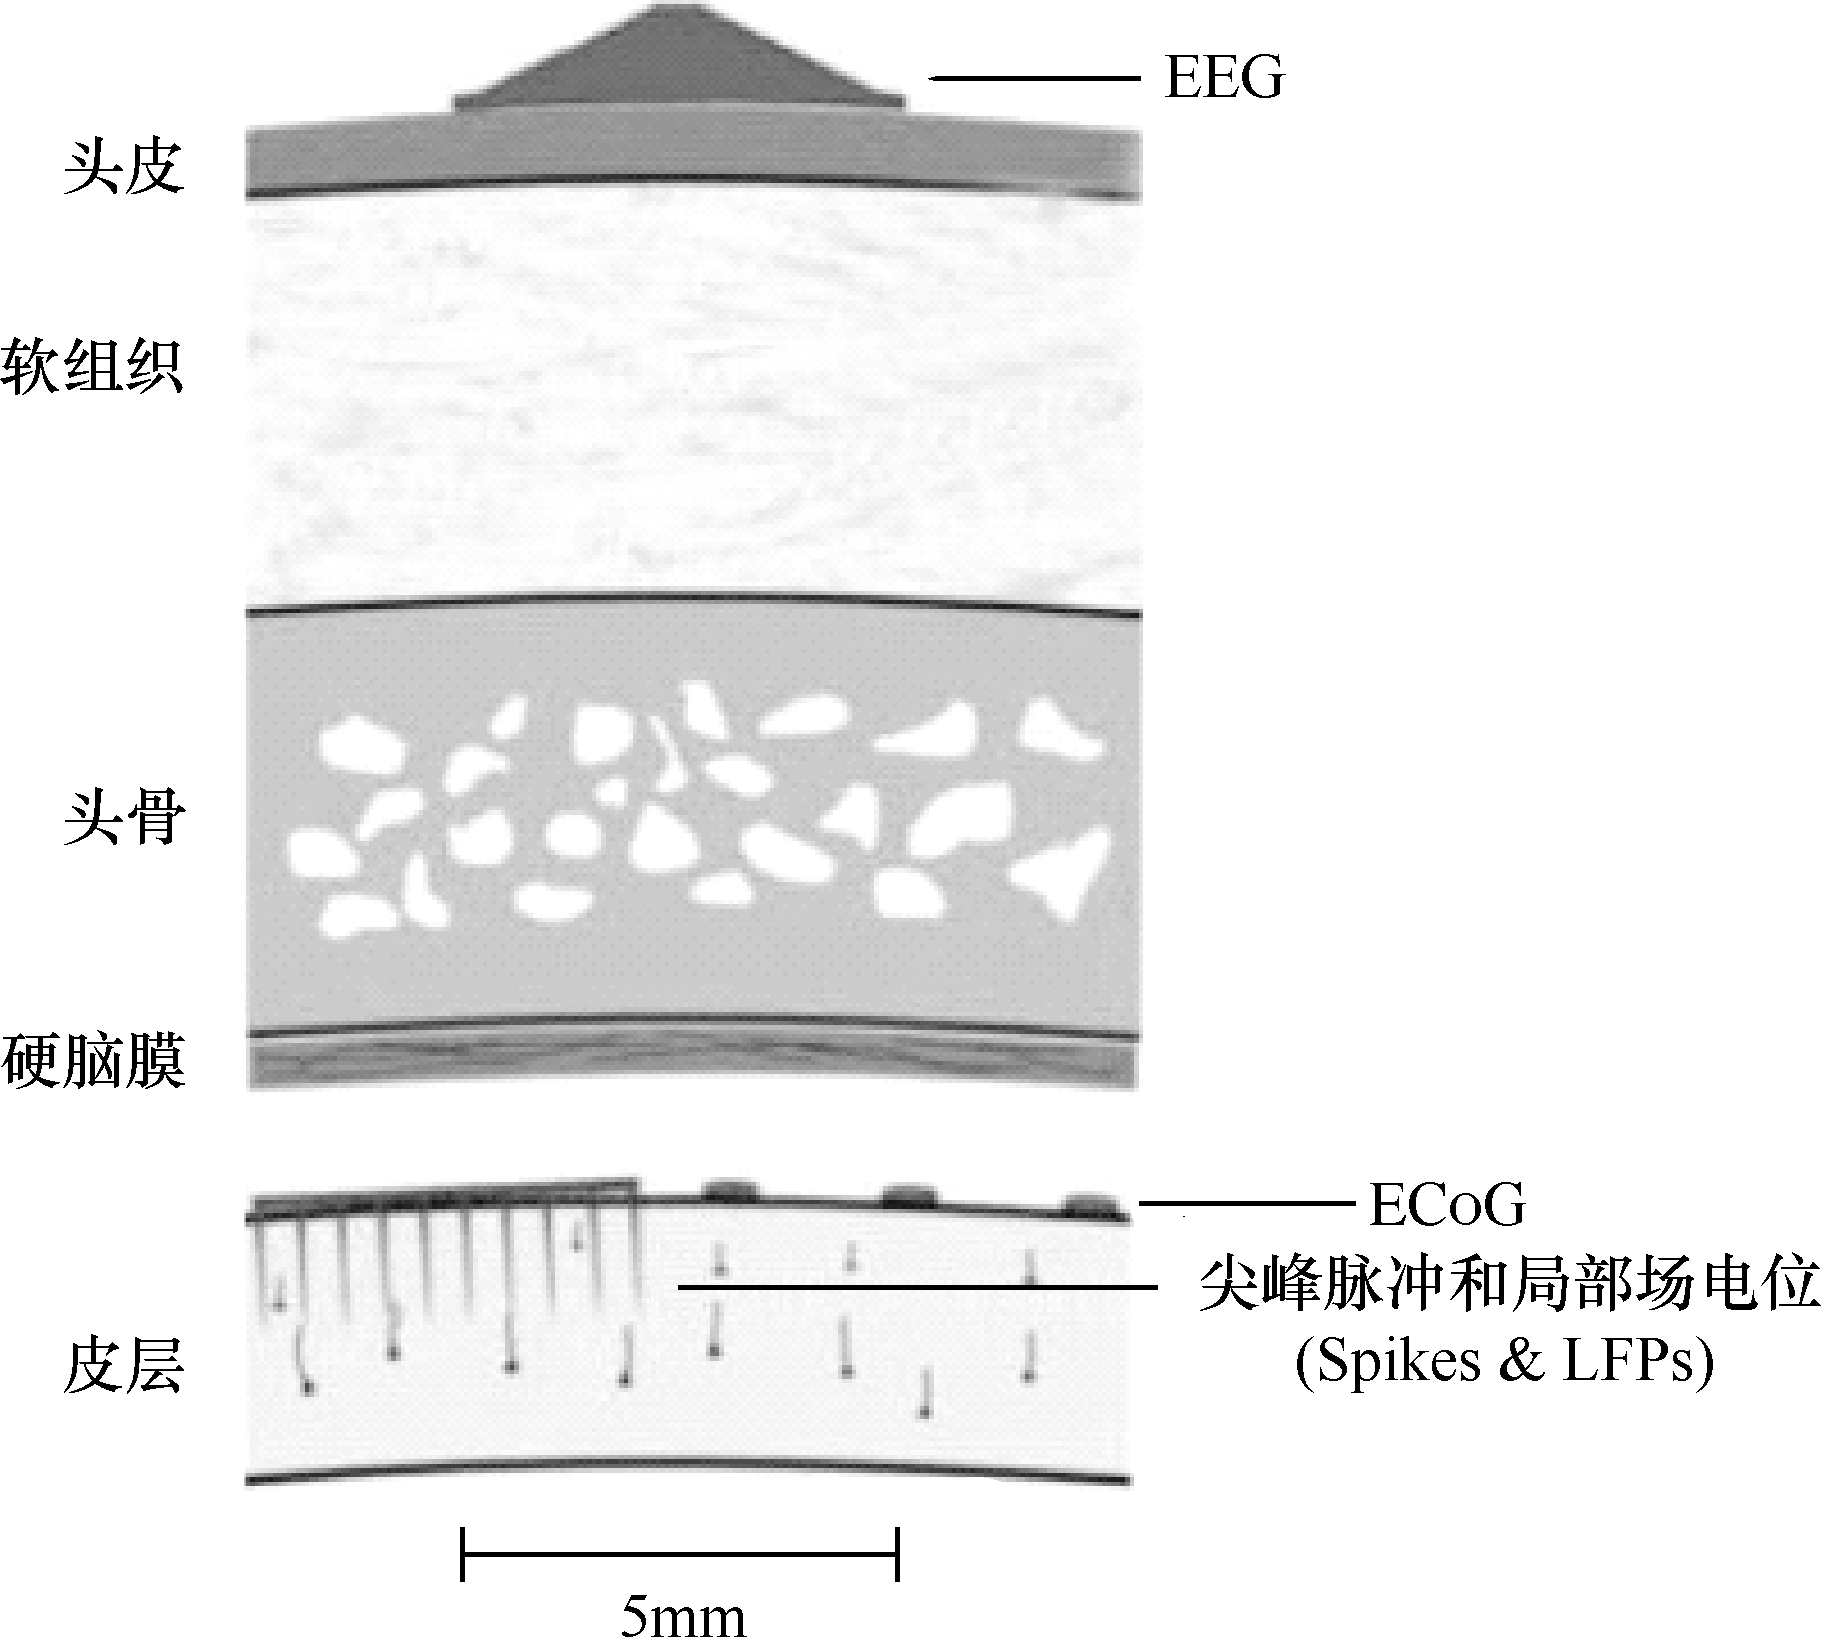 EEG
头皮
软组织
头骨
硬脑膜
ECoG
尖峰脉冲和局部场电位
(Spikes & LFPs)
皮层
5mm